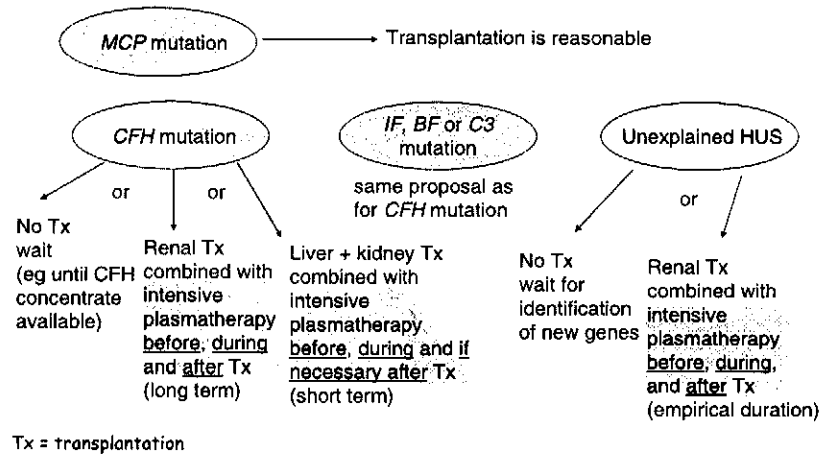 MCP mutation
Transplantation is reasonable
CFH mutation
or
or
No Tx
wait
(eg until CFH
concentrate
available)
Renal Tx
combined with
intensive
plasmatherapy
before, during
and after Tx
(long term)
Liver + kidney Tx
combined with
intensive
plasmatherapy
before, during and if
necessary after Tx
(short term)
IF, BF or C3
mutation
same proposal as
for CFH mutation
Unexplained HUS
or
No Tx
wait for
identification
of new genes
Renal Tx
combined with
intensive
plasmatherapy
before, during,
and after Tx
(empirical duration)
Tx = transplantation